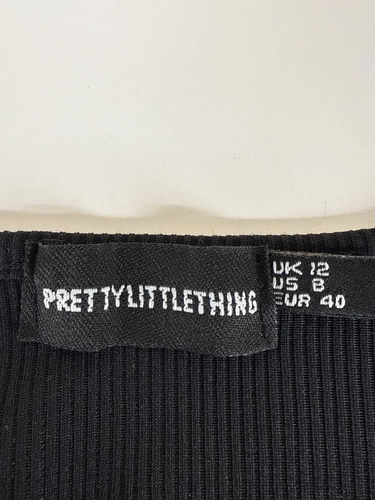 PRETTYLITTLETHING
UK 12
US 8
EUR 40